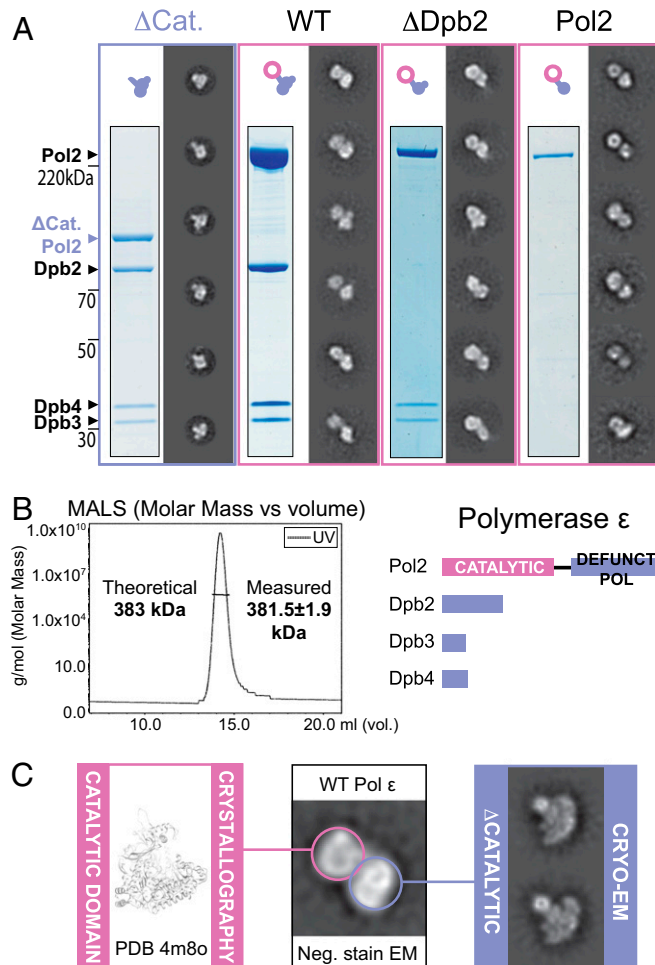 A
ΔCat.
WT
ΔDpb2
Pol2
Pol2
220kDa
ΔCat.
Pol2
Dpb2
70
50
Dpb4
Dpb3
30
B
MALS (Molar Mass vs volume)
g/mol (Molar Mass)
1.0x10¹⁰
1.0x10⁷
1.0x10⁴
10.0
0.0
UV
Theoretical
383 kDa
Measured
381.5±1.9
kDa
10.0
15.0
20.0 ml (vol.)
Polymerase ε
Pol2
CATALYTIC
DEFUNCT
POL
Dpb2
Dpb3
Dpb4
C
CATALYTIC DOMAIN
PDB 4m8o
CRYSTALLOGRAPHY
WT Pol ε
Neg. stain EM
ΔCATALYTIC
CRYO-EM